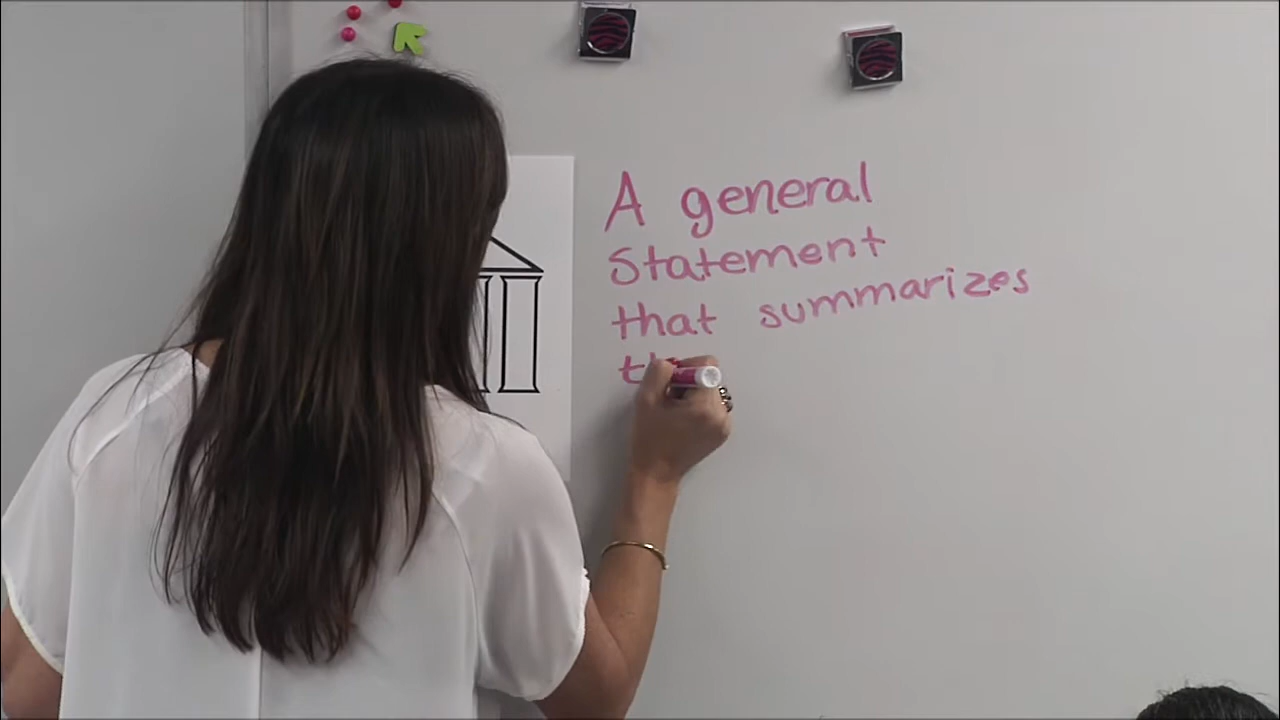 A general
Statement
that summarizes